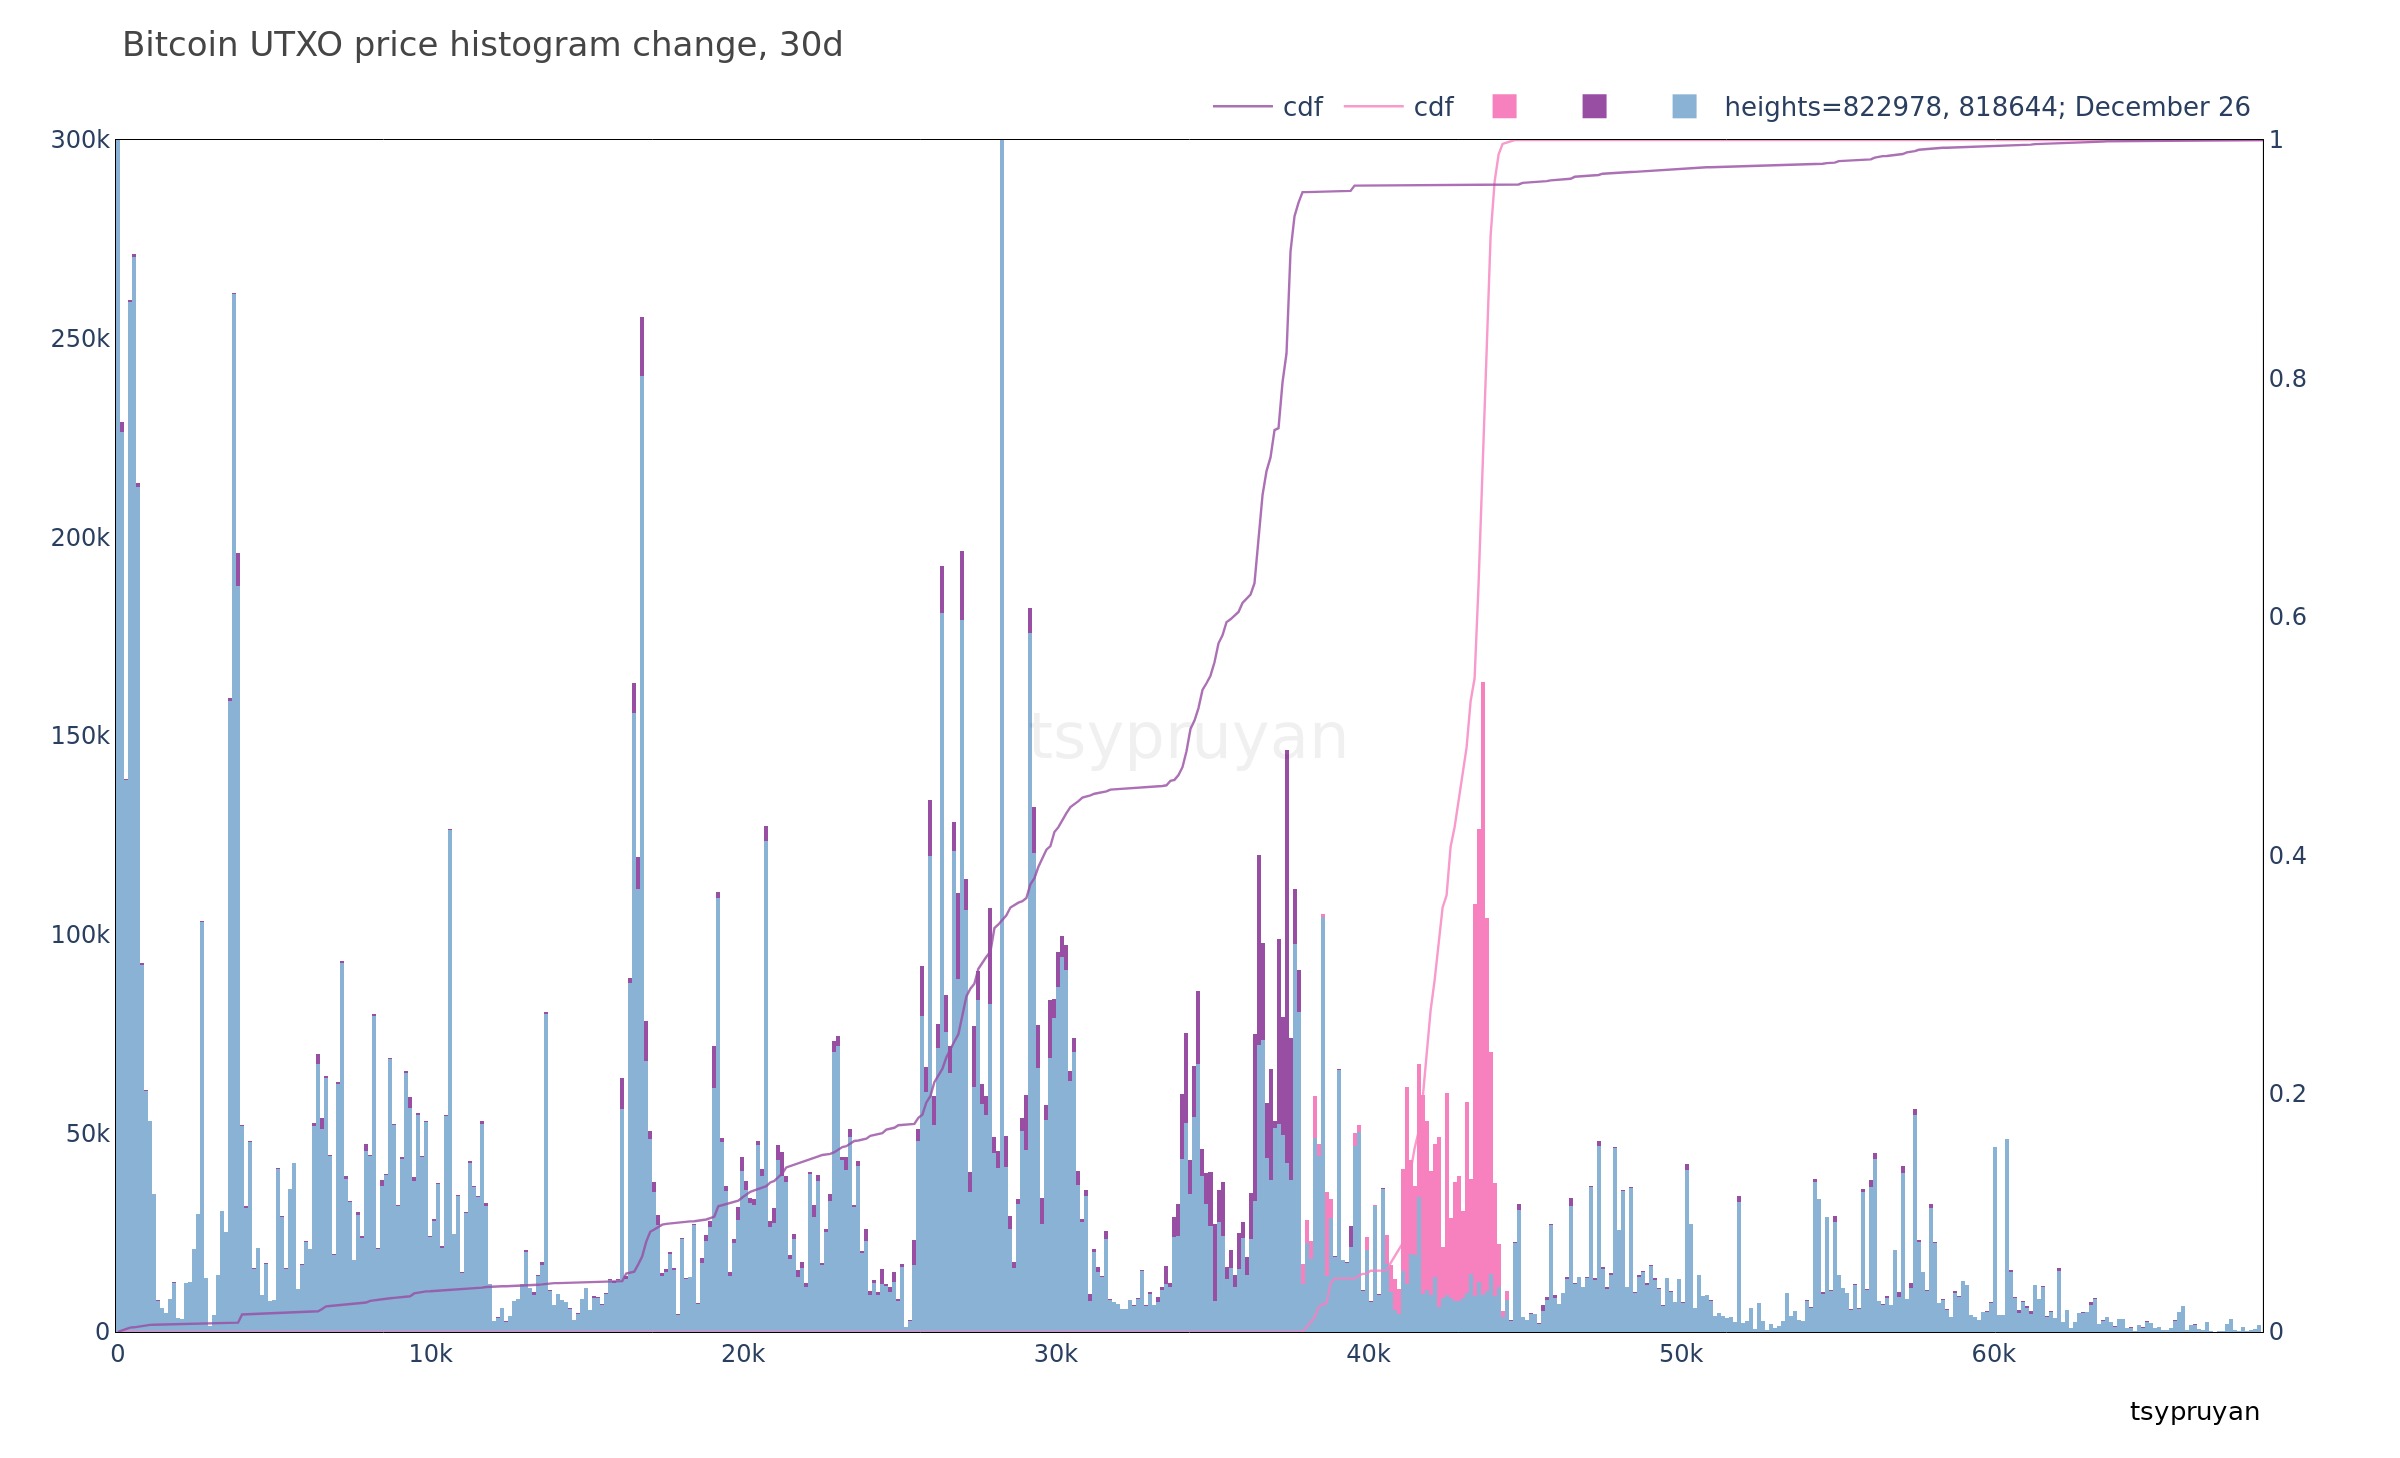 Bitcoin UTXO price histogram change, 30d
cdf cdf heights=822978, 818644; December 26
300k 1
250k
0.8
200k
0.6
150k
tsypruyan
0.4
100k
0.2
50k
0 0
0 10k 20k 30k 40k 50k 60k
tsypruyan